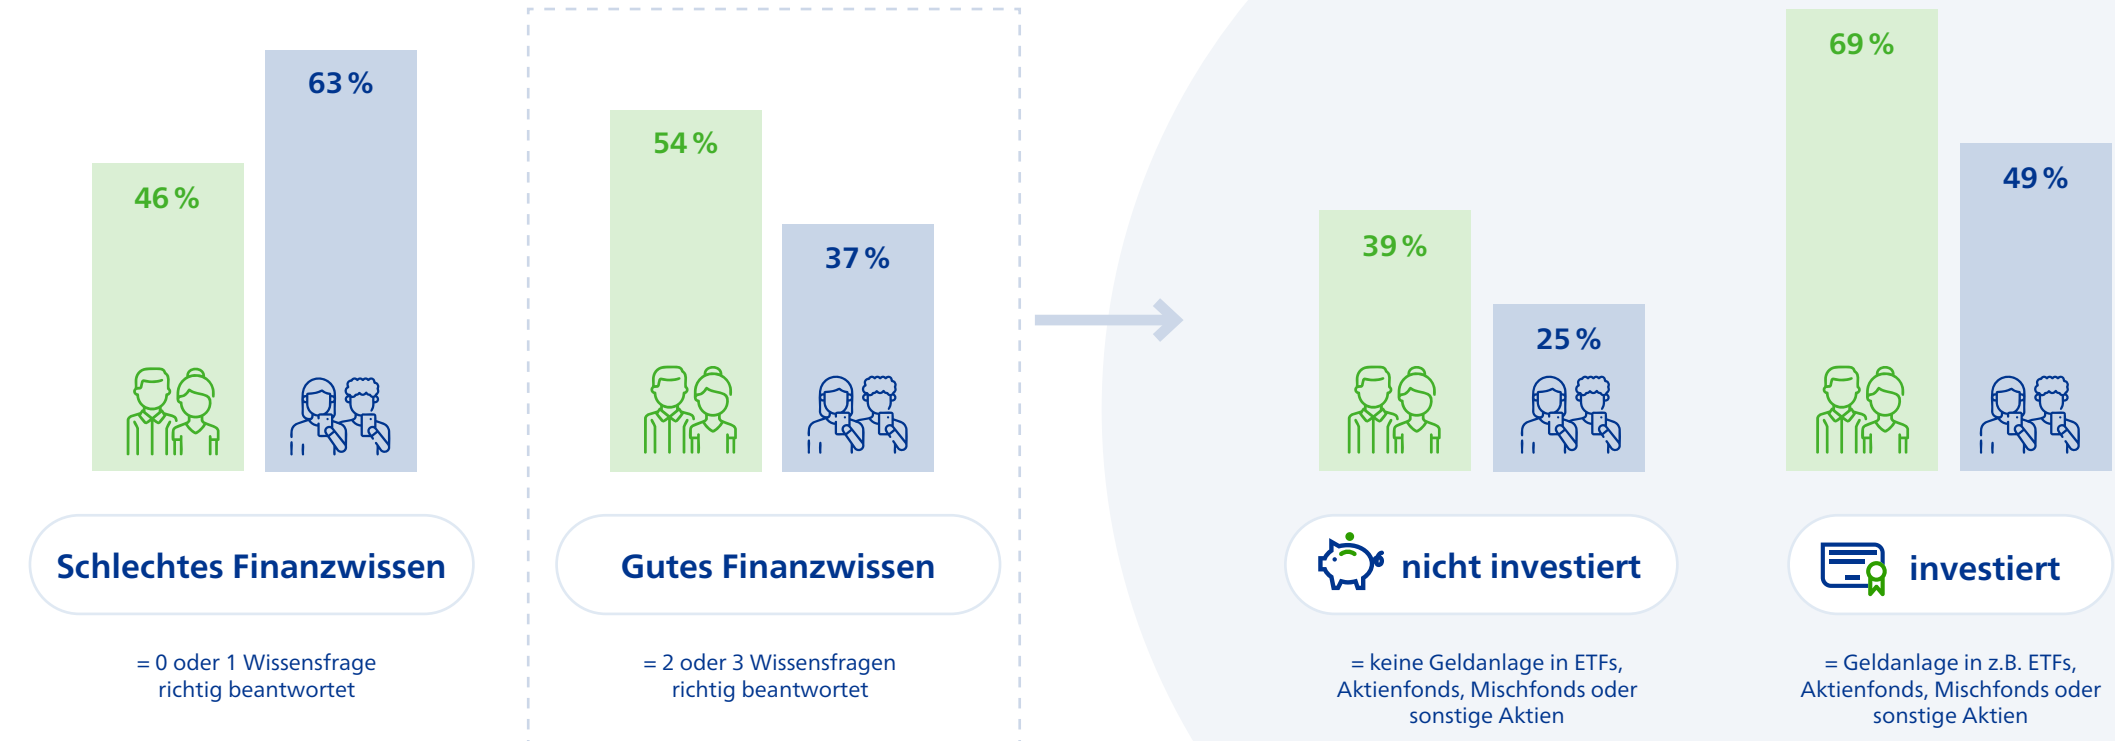 46 %
63 %
Schlechtes Finanzwissen
= 0 oder 1 Wissensfrage
richtig beantwortet
54 %
37 %
Gutes Finanzwissen
= 2 oder 3 Wissensfragen
richtig beantwortet
39 %
25 %
nicht investiert
= keine Geldanlage in ETFs,
Aktienfonds, Mischfonds oder
sonstige Aktien
69 %
49 %
investiert
= Geldanlage in z.B. ETFs,
Aktienfonds, Mischfonds oder
sonstige Aktien